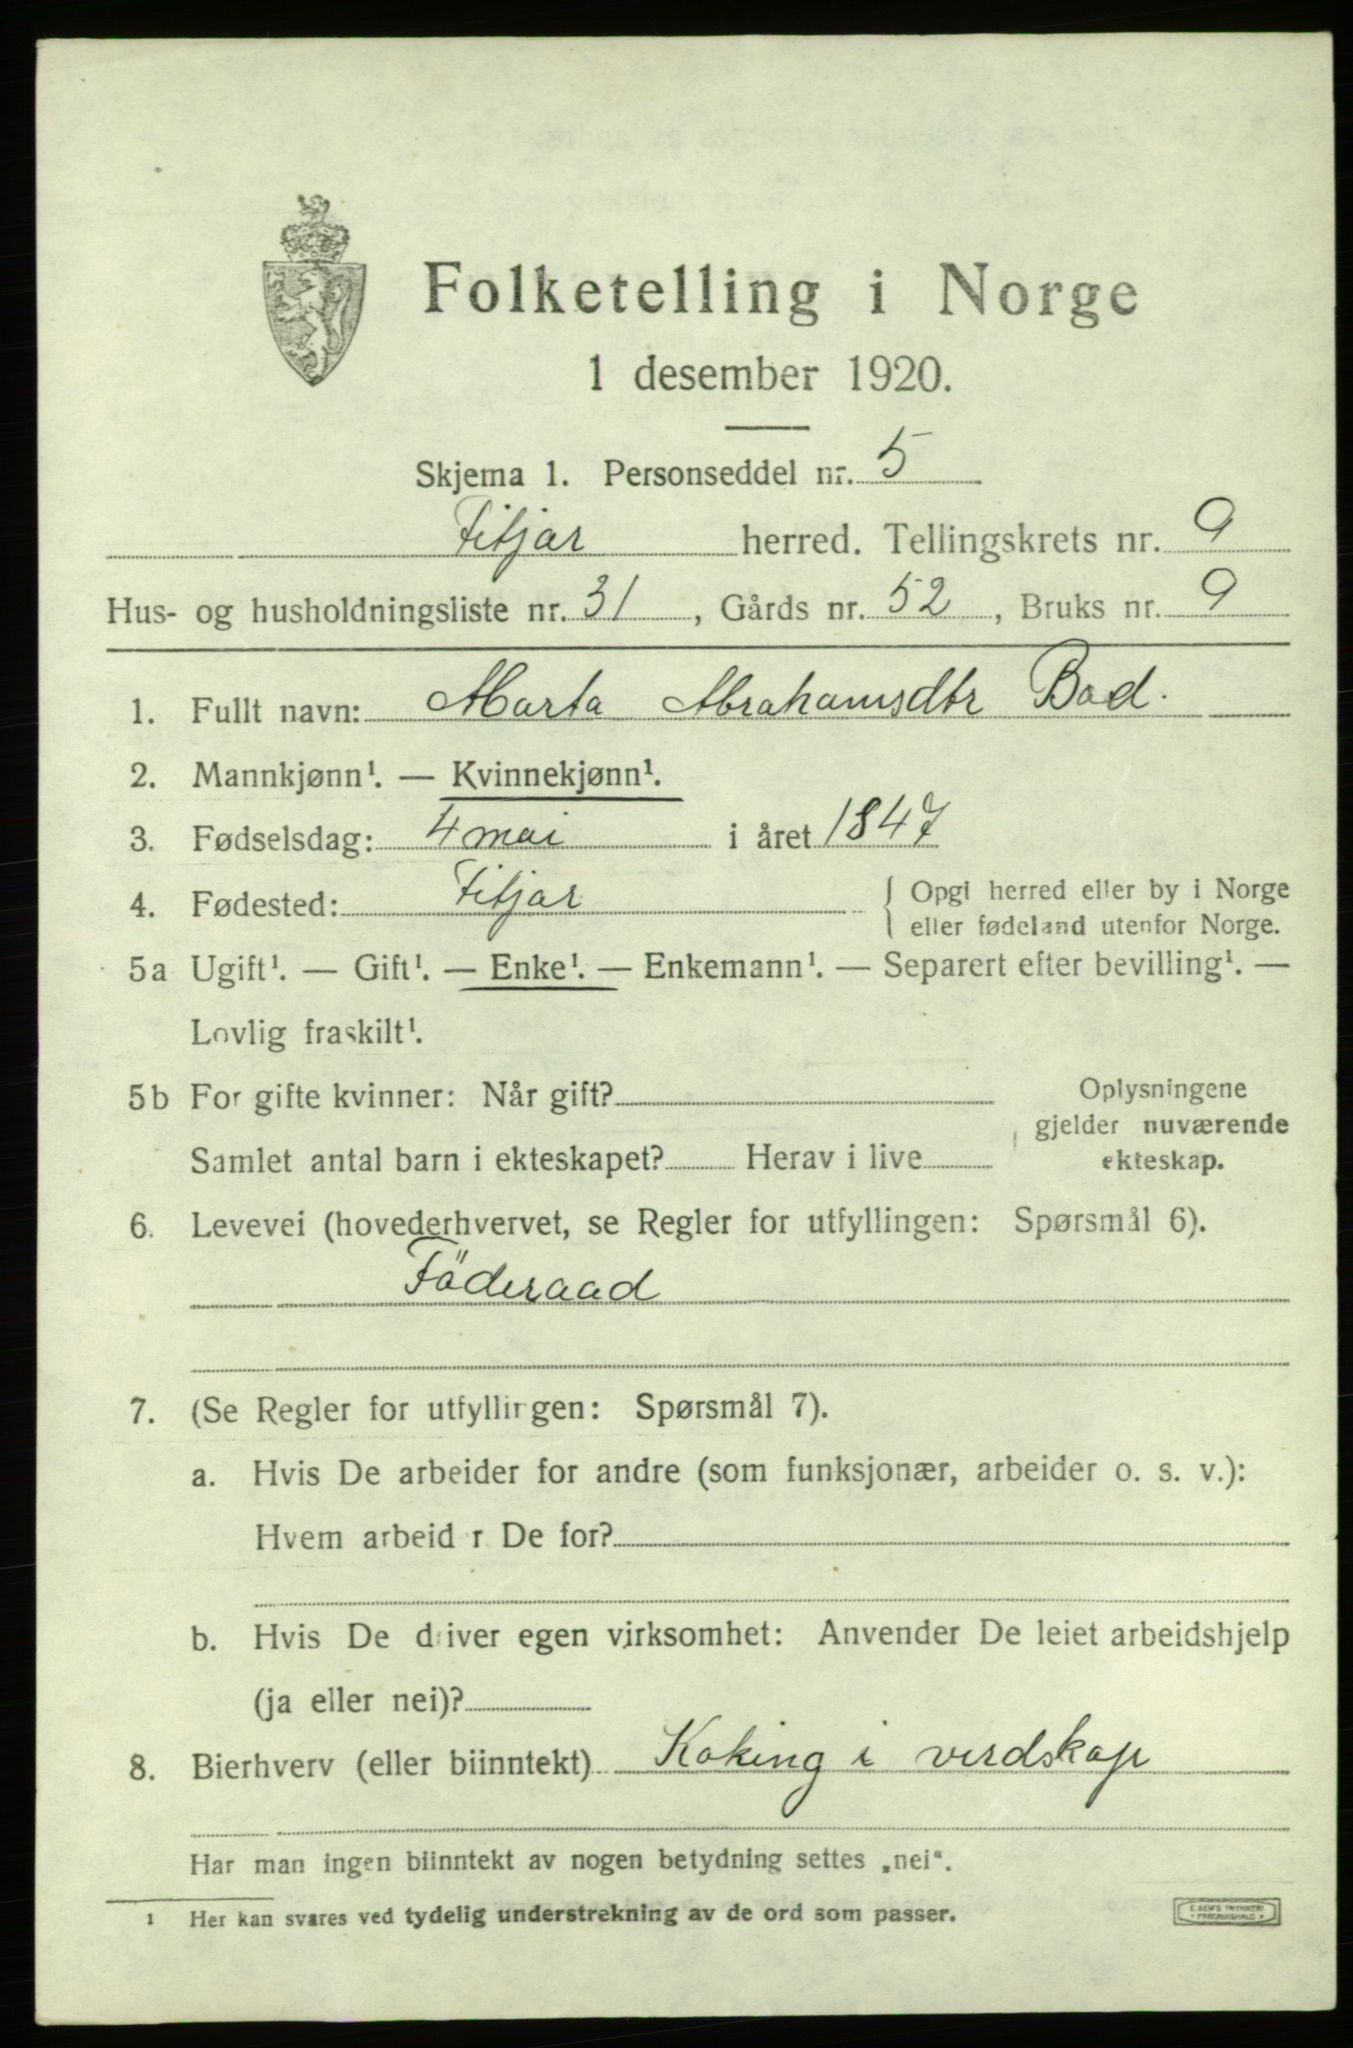 Folketelling i Norge
1 desember 1920.
Skjema 1. Personseddel nr. 5
Fitjar herred. Tellingskrets nr. 9
Hus- og husholdningsliste nr. 31, Gårds nr. 52, Bruks nr. 9
1. Fullt navn: Marta Abrahamsdtr Bad.
2. Mannkjønn¹. — Kvinnekjønn¹.
3. Fødselsdag: 4 mai i året 1847
4. Fødested: Fitjar { Opgi herred eller by i Norge
eller fødeland utenfor Norge.
5a Ugift¹. — Gift¹. — Enke¹. — Enkemann¹. — Separert efter bevilling¹. —
Lovlig fraskilt¹.
5b For gifte kvinner: Når gift?
Samlet antal barn i ekteskapet? Herav i live
Oplysningene
gjelder nuværende
ekteskap.
6. Levevei (hovederhvervet, se Regler for utfyllingen: Spørsmål 6).
Föderaad
7. (Se Regler for utfyllingen: Spørsmål 7).
a. Hvis De arbeider for andre (som funksjonær, arbeider o. s. v.):
Hvem arbeid r De for?
b. Hvis De driver egen virksomhet: Anvender De leiet arbeidshjelp
(ja eller nei)?
8. Bierhverv (eller biinntekt) Koking i verdskap
Har man ingen biinntekt av nogen betydning settes „nei“.
1 Her kan svares ved tydelig understrekning av de ord som passer.